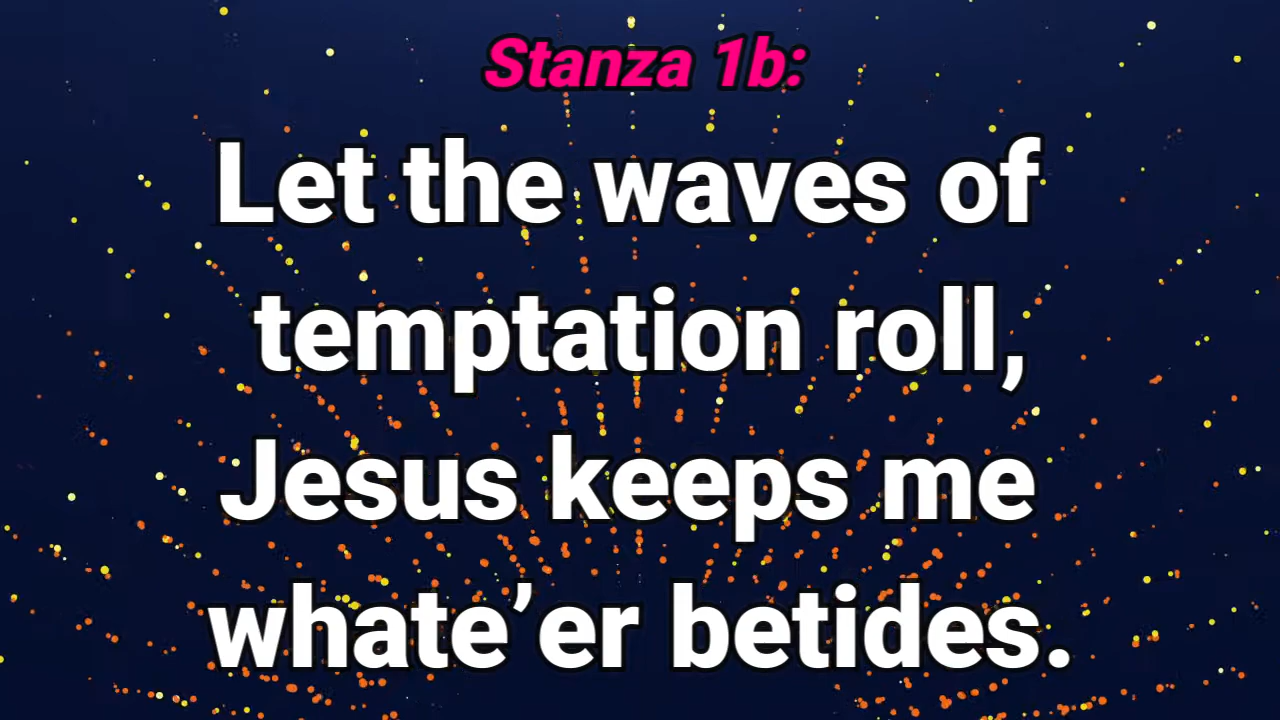 Stanza 1b:
Let the waves of
temptation roll,
Jesus keeps me
whate’er betides.